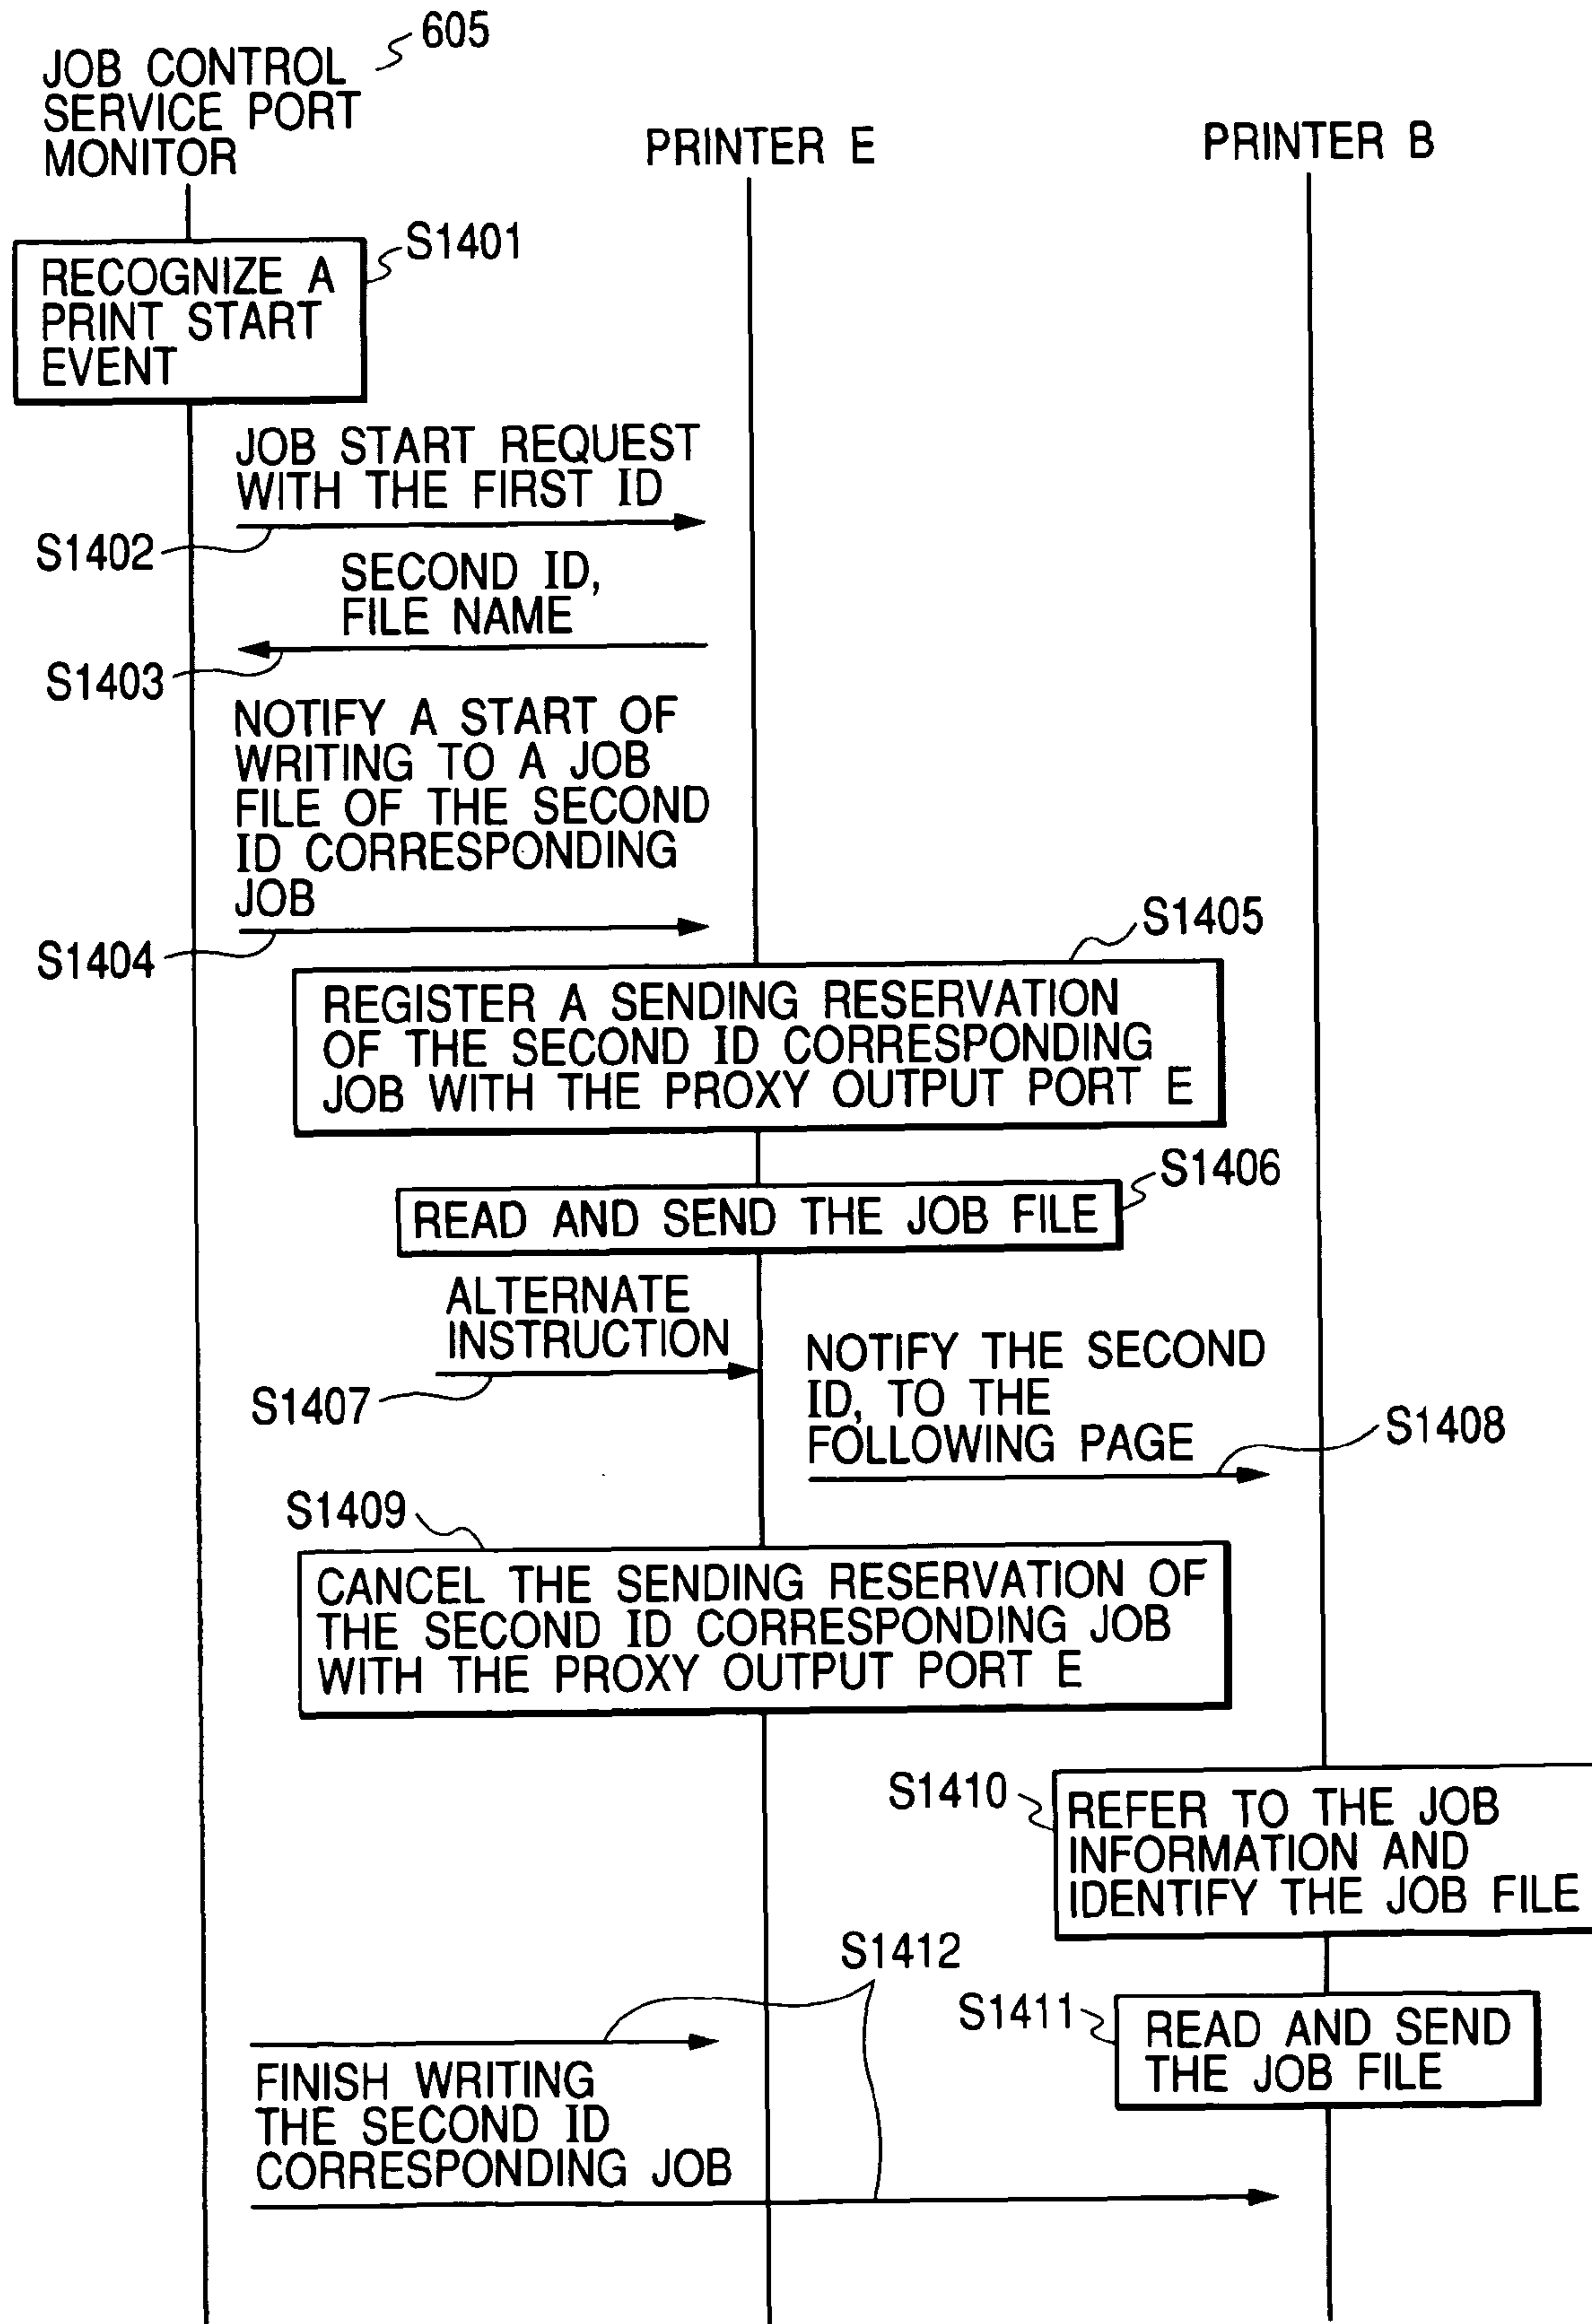 605
JOB CONTROL
SERVICE PORT
MONITOR
PRINTER E
PRINTER B
S1401
RECOGNIZE A
PRINT START
EVENT
JOB START REQUEST
WITH THE FIRST ID
S1402
SECOND ID,
FILE NAME
S1403
NOTIFY A START OF
WRITING TO A JOB
FILE OF THE SECOND
ID CORRESPONDING
JOB
S1404
S1405
REGISTER A SENDING RESERVATION
OF THE SECOND ID CORRESPONDING
JOB WITH THE PROXY OUTPUT PORT E
S1406
READ AND SEND THE JOB FILE
ALTERNATE
INSTRUCTION
S1407
NOTIFY THE SECOND
ID, TO THE
FOLLOWING PAGE
S1408
S1409
CANCEL THE SENDING RESERVATION OF
THE SECOND ID CORRESPONDING JOB
WITH THE PROXY OUTPUT PORT E
S1410
REFER TO THE JOB
INFORMATION AND
IDENTIFY THE JOB FILE
S1412
S1411
READ AND SEND
THE JOB FILE
FINISH WRITING
THE SECOND ID
CORRESPONDING JOB